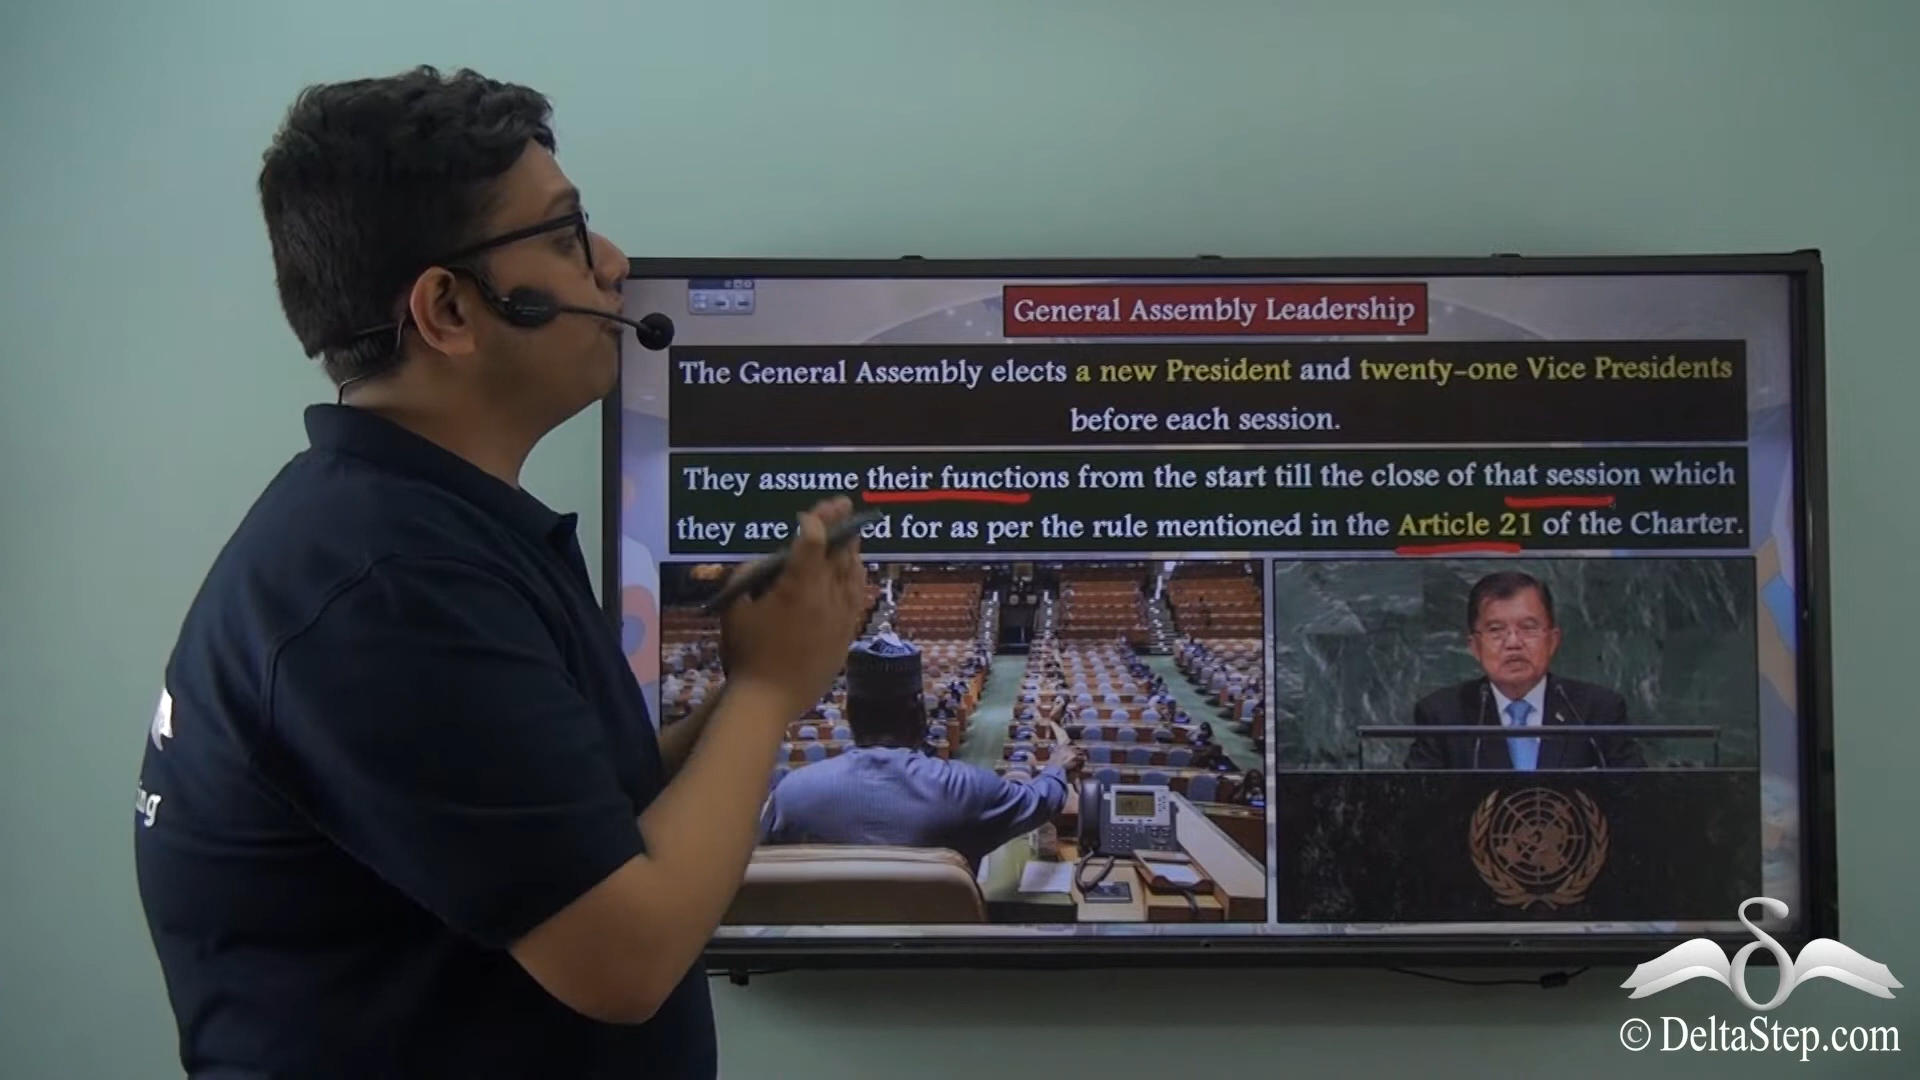 General Assembly Leadership
The General Assembly elects a new President and twenty-one Vice Presidents
before each session.
They assume their functions from the start till the close of that session which
they are for as per the rule mentioned in the Article 21 of the Charter.
© DeltaStep.com